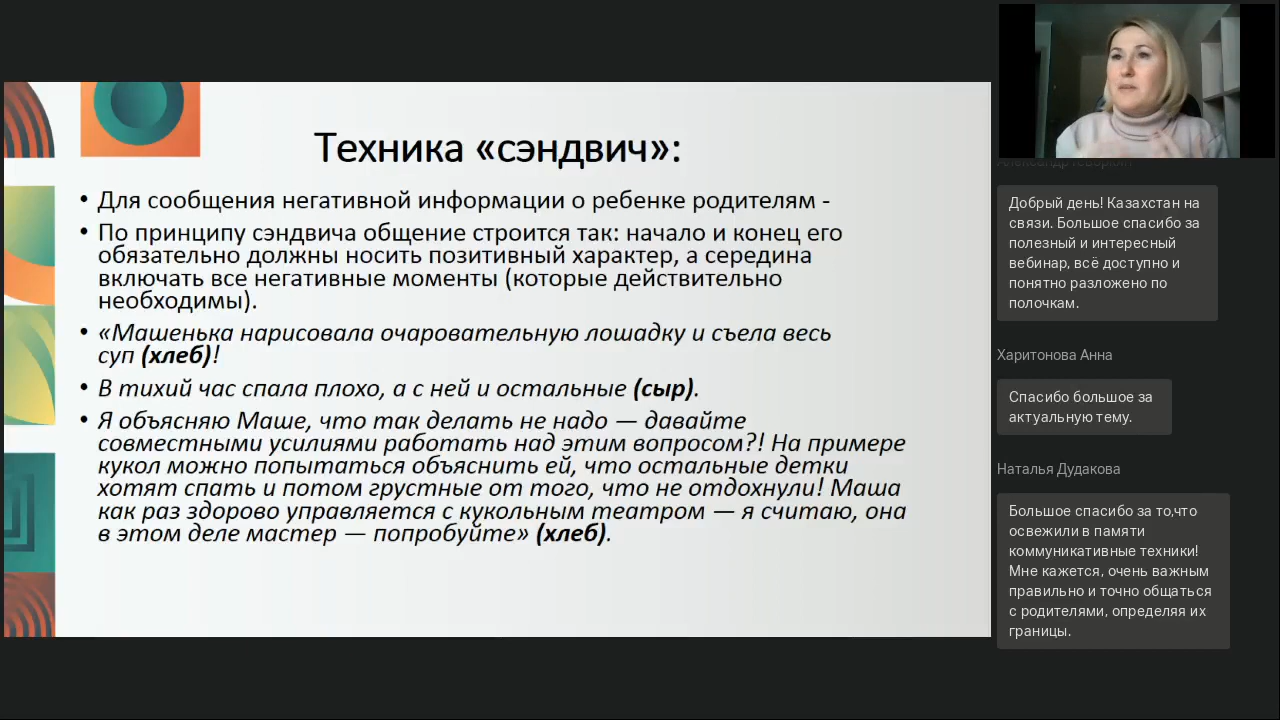 Техника «сэндвич»:
• Для сообщения негативной информации о ребенке родителям -
• По принципу сэндвича общение строится так: начало и конец его
обязательно должны носить позитивный характер, а середина
включать все негативные моменты (которые действительно
необходимы).
• «Машенька нарисовала очаровательную лошадку и съела весь
суп (хлеб)!
• В тихий час спала плохо, а с ней и остальные (сыр).
• Я объясняю Маше, что так делать не надо — давайте
совместными усилиями работать над этим вопросом?! На примере
кукол можно попытаться объяснить ей, что остальные детки
хотят спать и потом грустные от того, что не отдохнули! Маша
как раз здорово управляется с кукольным театром — я считаю, она
в этом деле мастер — попробуйте» (хлеб).
Добрый день! Казахстан на
связи. Большое спасибо за
полезный и интересный
вебинар, всё доступно и
понятно разложено по
полочкам.
Харитонова Анна
Спасибо большое за
актуальную тему.
Наталья Дудакова
Большое спасибо за то,что
освежили в памяти
коммуникативные техники!
Мне кажется, очень важным
правильно и точно общаться
с родителями, определяя их
границы.